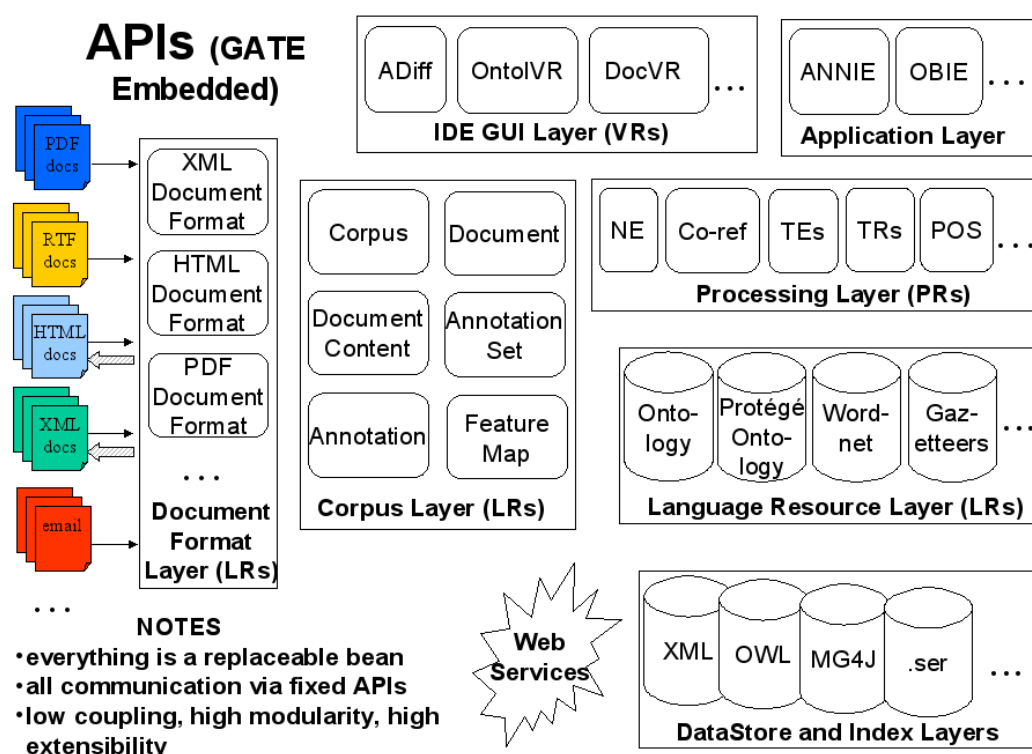 APIs (GATE
Embedded)
PDF
docs
RTF
docs
HTML
docs
XML
docs
email
...
XML
Document
Format
HTML
Document
Format
PDF
Document
Format
...
Document
Format
Layer (LRs)
ADiff
OntolVR
DocVR
...
IDE GUI Layer (VRs)
ANNIE
OBIE
...
Application Layer
Corpus
Document
Document
Content
Annotation
Set
Annotation
Feature
Map
Corpus Layer (LRs)
NE
Co-ref
TEs
TRs
POS
...
Processing Layer (PRs)
Onto-
logy
Protégé
Onto-
logy
Word-
net
Gaz-
etteers
...
Language Resource Layer (LRs)
NOTES
•everything is a replaceable bean
•all communication via fixed APIs
•low coupling, high modularity, high
extensibility
Web
Services
XML
OWL
MG4J
.ser
...
DataStore and Index Layers